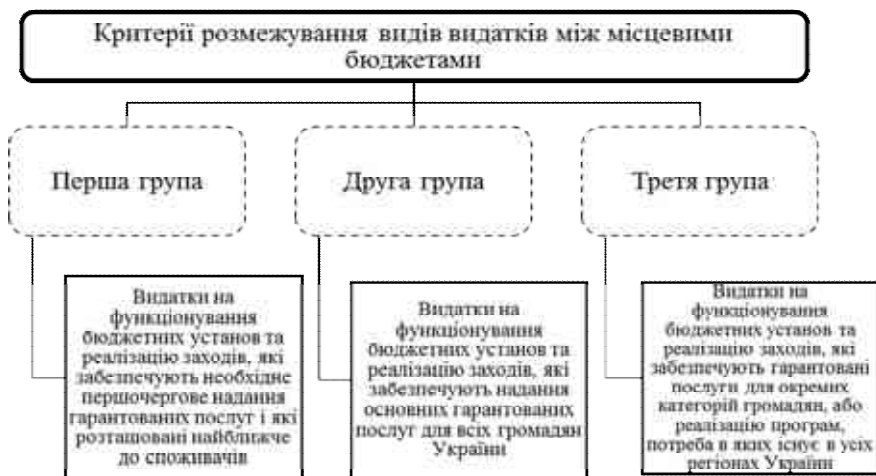 Критерії розмежування видів видатків між місцевими
бюджетами
Перша група
Друга група
Третя група
Видатки на
функціонування
бюджетних установ та
реалізацію заходів, які
забезпечують необхідне
першочергове надання
гарантованих послуг і які
розташовані найближче
до споживачів
Видатки на
функціонування
бюджетних установ та
реалізацію заходів, які
забезпечують надання
основних гарантованих
послуг для всіх громадян
України
Видатки на
функціонування
бюджетних установ та
реалізацію заходів, які
забезпечують гарантовані
послуги для окремих
категорій громадян, або
реалізацію програм,
потреба в яких існує в усіх
регіонах України